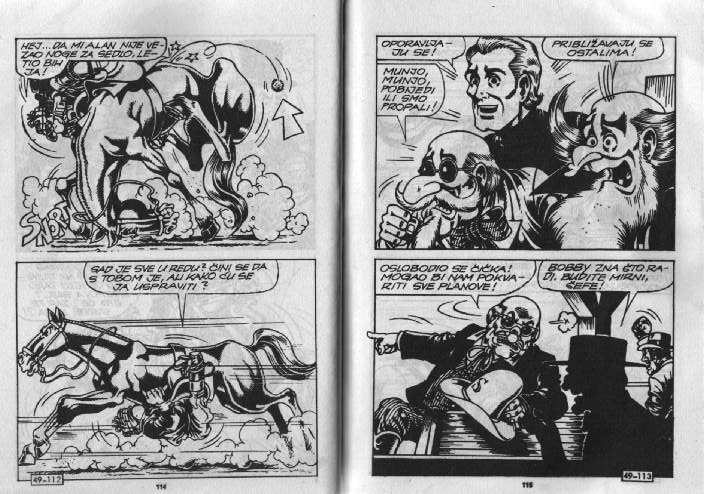 HEJ...DA MI ALAN NIJE VE-
ZAO NOGE ZA SEDLO, LE-
TIO BIH
JA!
SAD JE SVE U REDU? ČINI SE DA
S TOBOM JE, ALI KAKO ĆU SE
JA USPRAVITI?
49-112
114
OPORAVLJA-
JU SE!
PRIBLIŽAVAJU SE
OSTALIMA!
MUNJO,
MUNJO,
POBIJEDI
ILI SMO
PROPALI!
OSLOBODIO SE ČIČKA!
MOGAO BI NAM POKVA-
RITI SVE PLANOVE!
BOBBY ZNA ŠTO RA-
DI. BUDITE MIRNI,
ŠEFE!
S
49-113
115